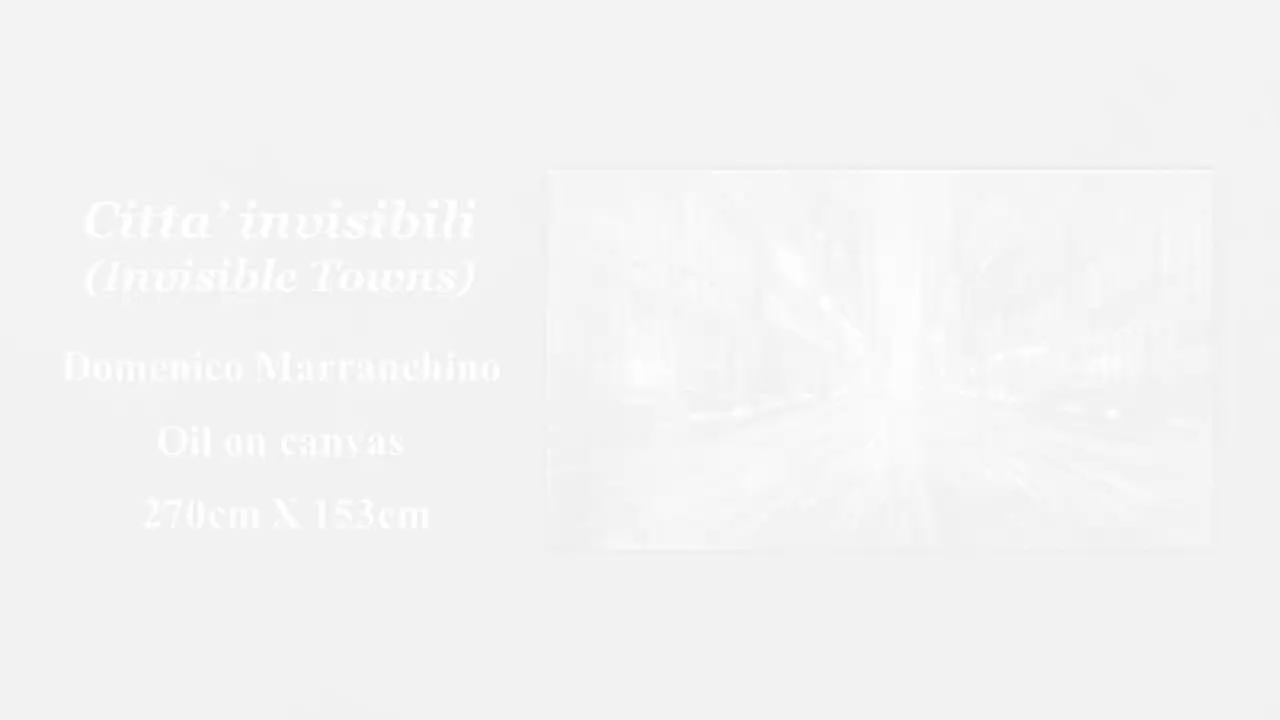 Citta' invisibili
(Invisible Towns)
Domenico Marranchino
Oil on canvas
270cm X 153cm